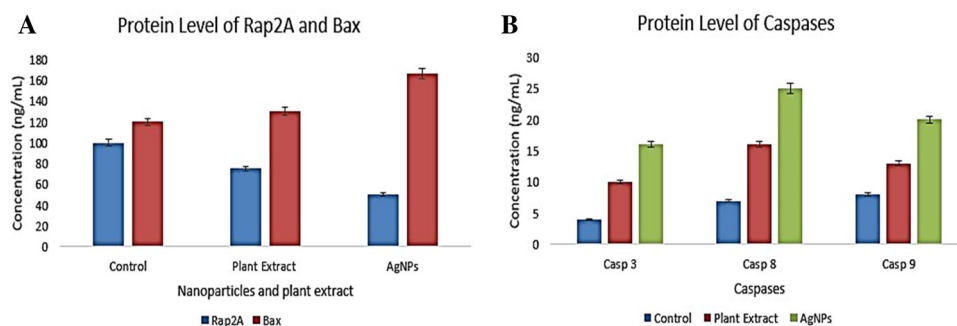 A
Protein Level of Rap2A and Bax
Concentration (ng/mL)
180
160
140
120
100
80
60
40
20
0
Control Plant Extract AgNPs
Nanoparticles and plant extract
Rap2A Bax
B
Protein Level of Caspases
Concentration (ng/mL)
30
25
20
15
10
5
0
Casp 3 Casp 8 Casp 9
Caspases
Control Plant Extract AgNPs